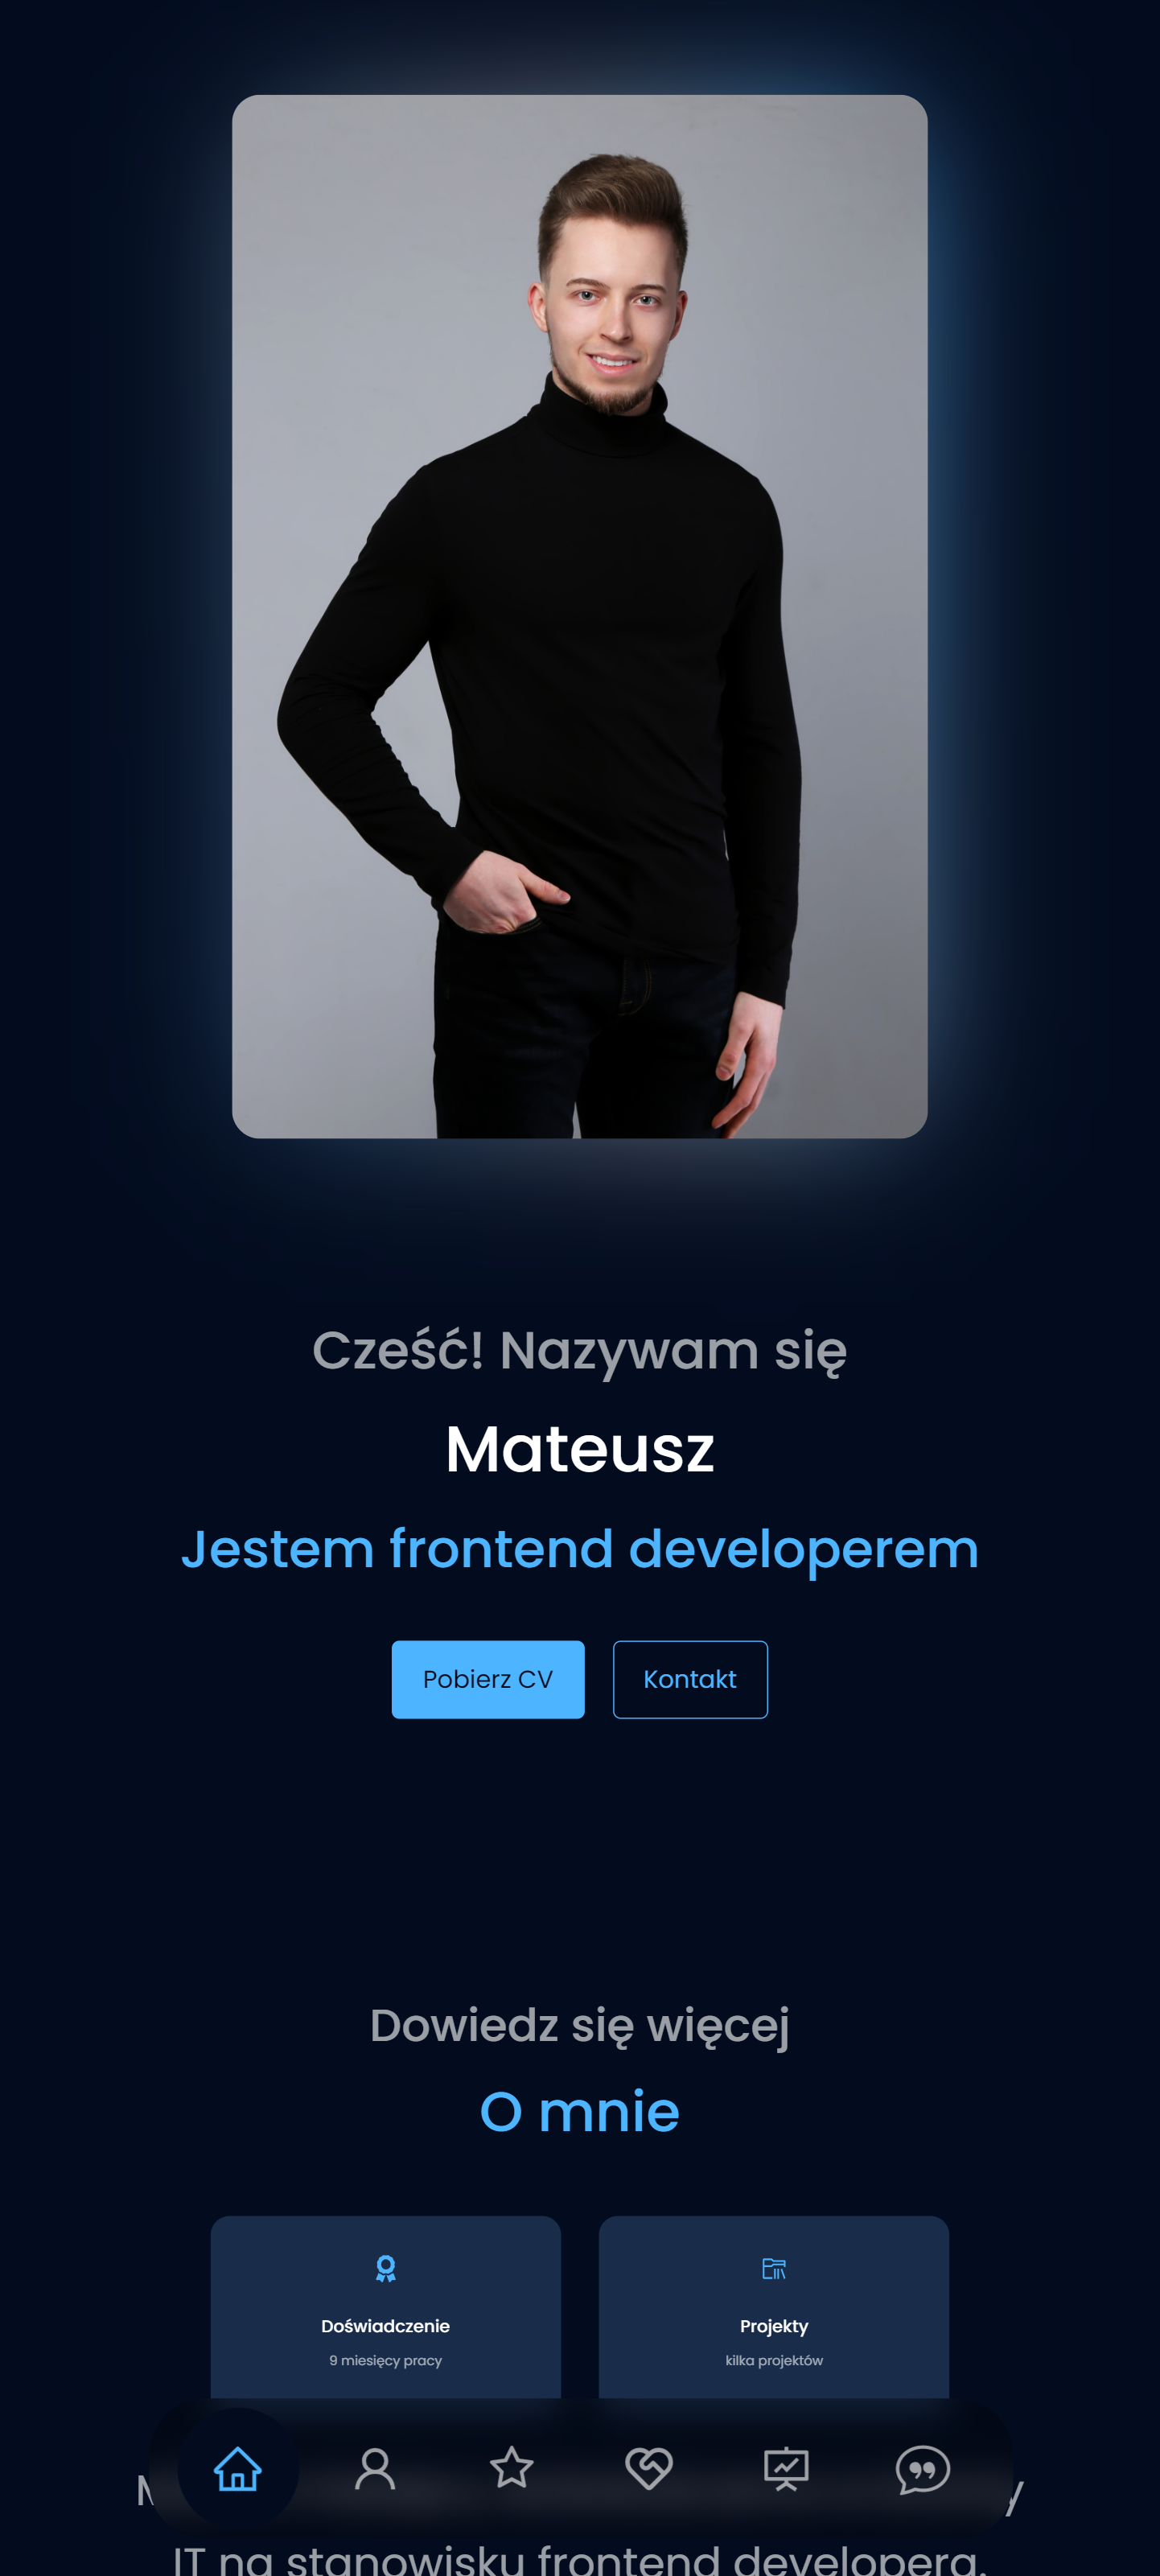 Cześć! Nazywam się
Mateusz
Jestem frontend developerem
Pobierz CV
Kontakt
Dowiedz się więcej
O mnie
Doświadczenie
Projekty
9 miesięcy pracy
kilka projektów
IT na stanowisku frontend developera.